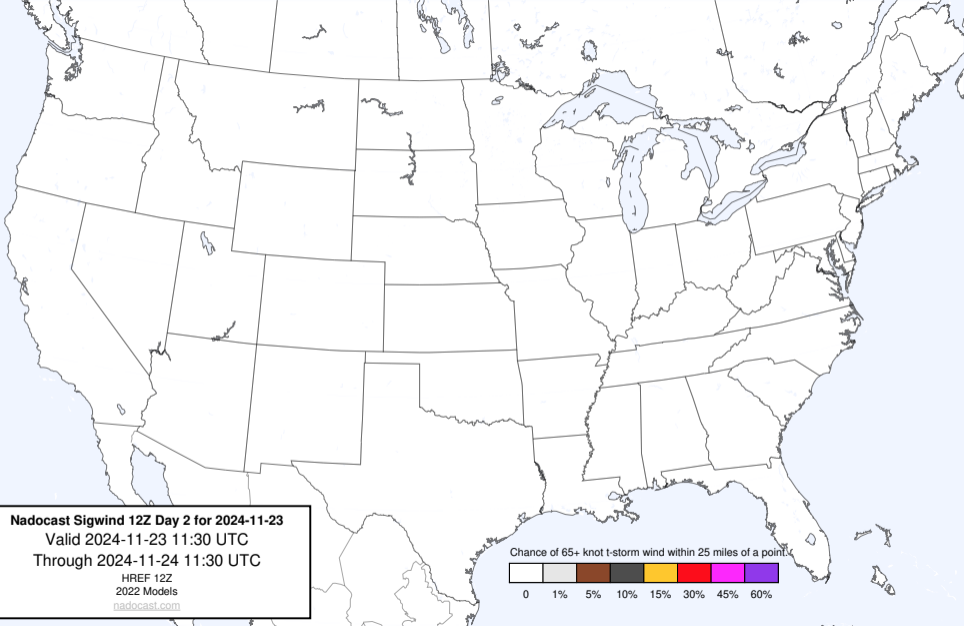 Nadocast Sigwind 12Z Day 2 for 2024-11-23
Valid 2024-11-23 11:30 UTC
Through 2024-11-24 11:30 UTC
HREF 12Z
2022 Models
nadocast.com
Chance of 65+ knot t-storm wind within 25 miles of a point.
0 1% 5% 10% 15% 30% 45% 60%